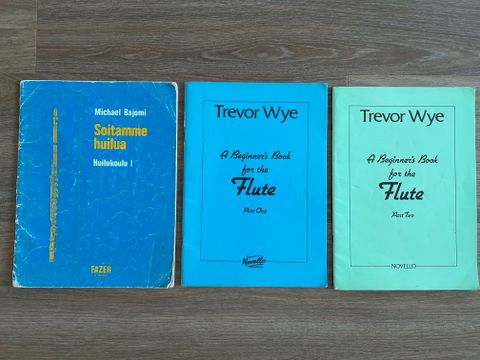 Michael Bajomi
Soitamme
huilua
Huilukoulu I
FAZER
Trevor Wye
A Beginner's Book
for the
Flute
Part One
Novello
Trevor Wye
A Beginner's Book
for the
Flute
Part Two
NOVELLO